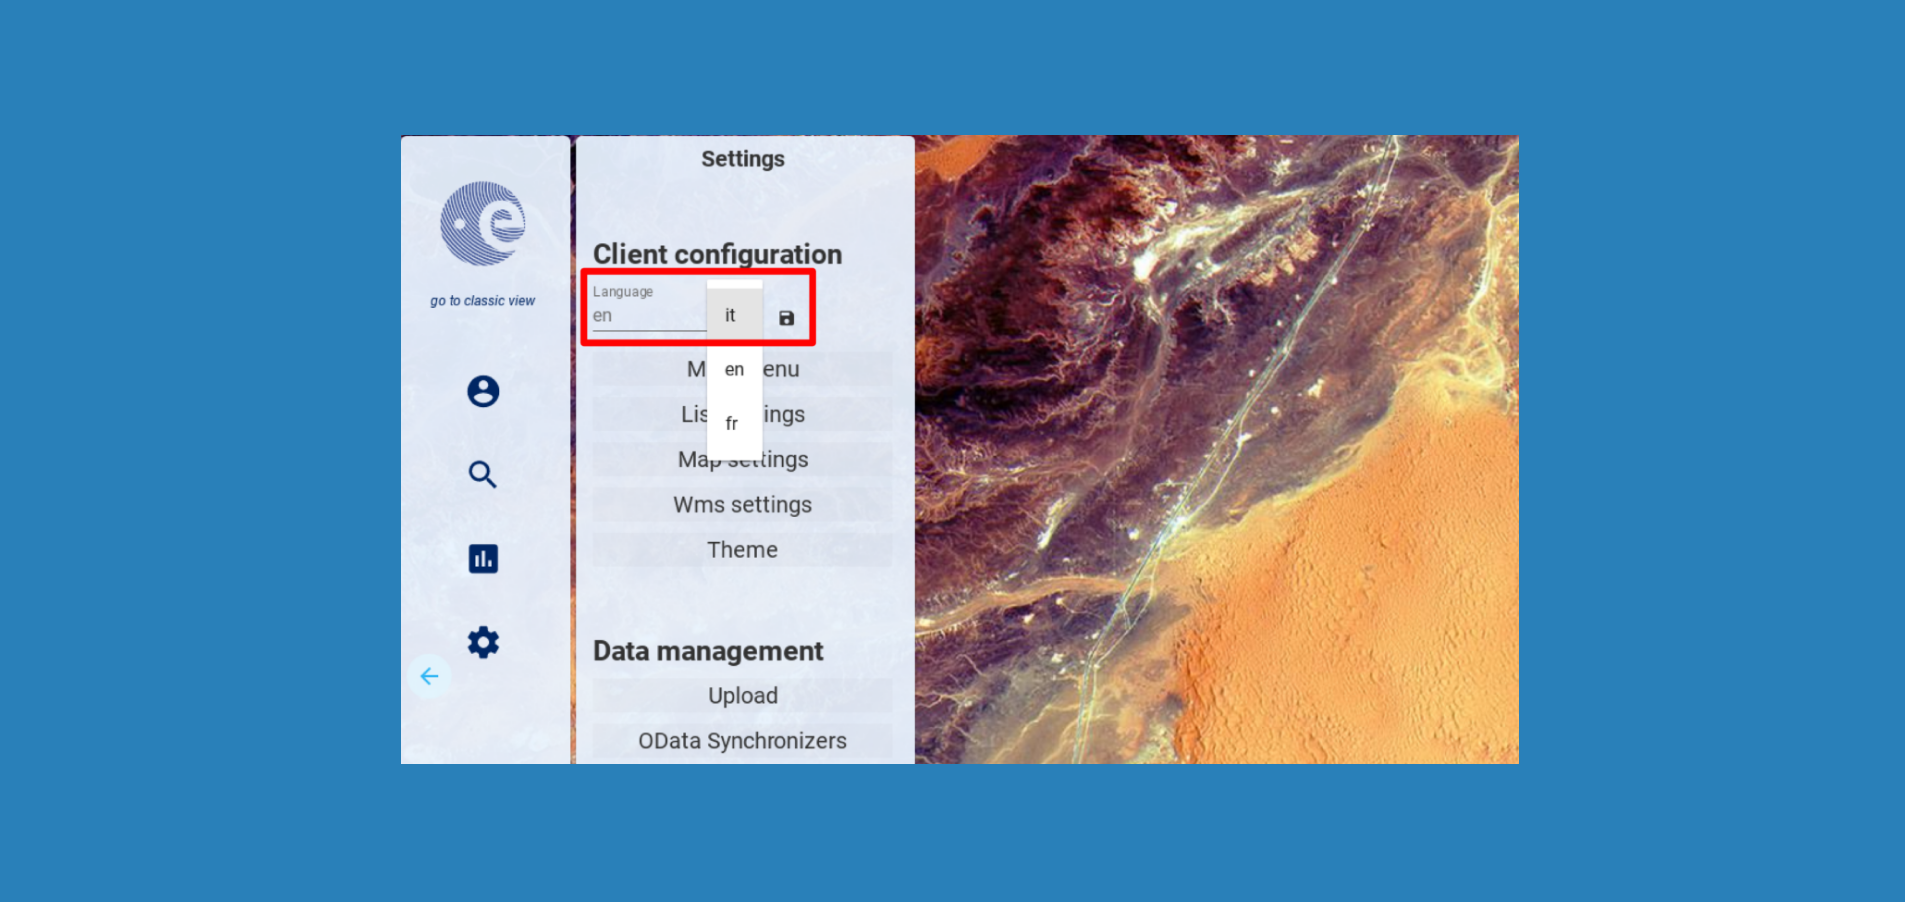 Settings
go to classic view
Client configuration
Language
en
it
en
fr
M enu
Lis ings
Map settings
Wms settings
Theme
Data management
Upload
OData Synchronizers